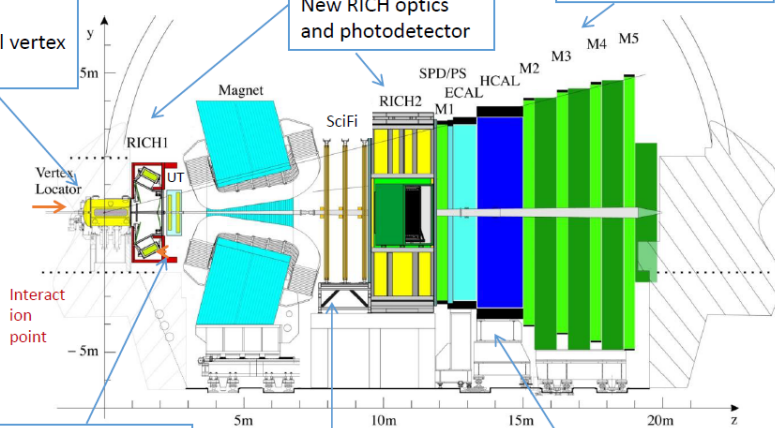 l vertex
New RICH optics
and photodetector
y
5m
Magnet
SciFi
RICH1
UT
Vertex
Locator
RICH2
SPD/PS
M1
ECAL
HCAL
M2
M3
M4
M5
Interact
ion
point
– 5m
5m
10m
15m
20m
z